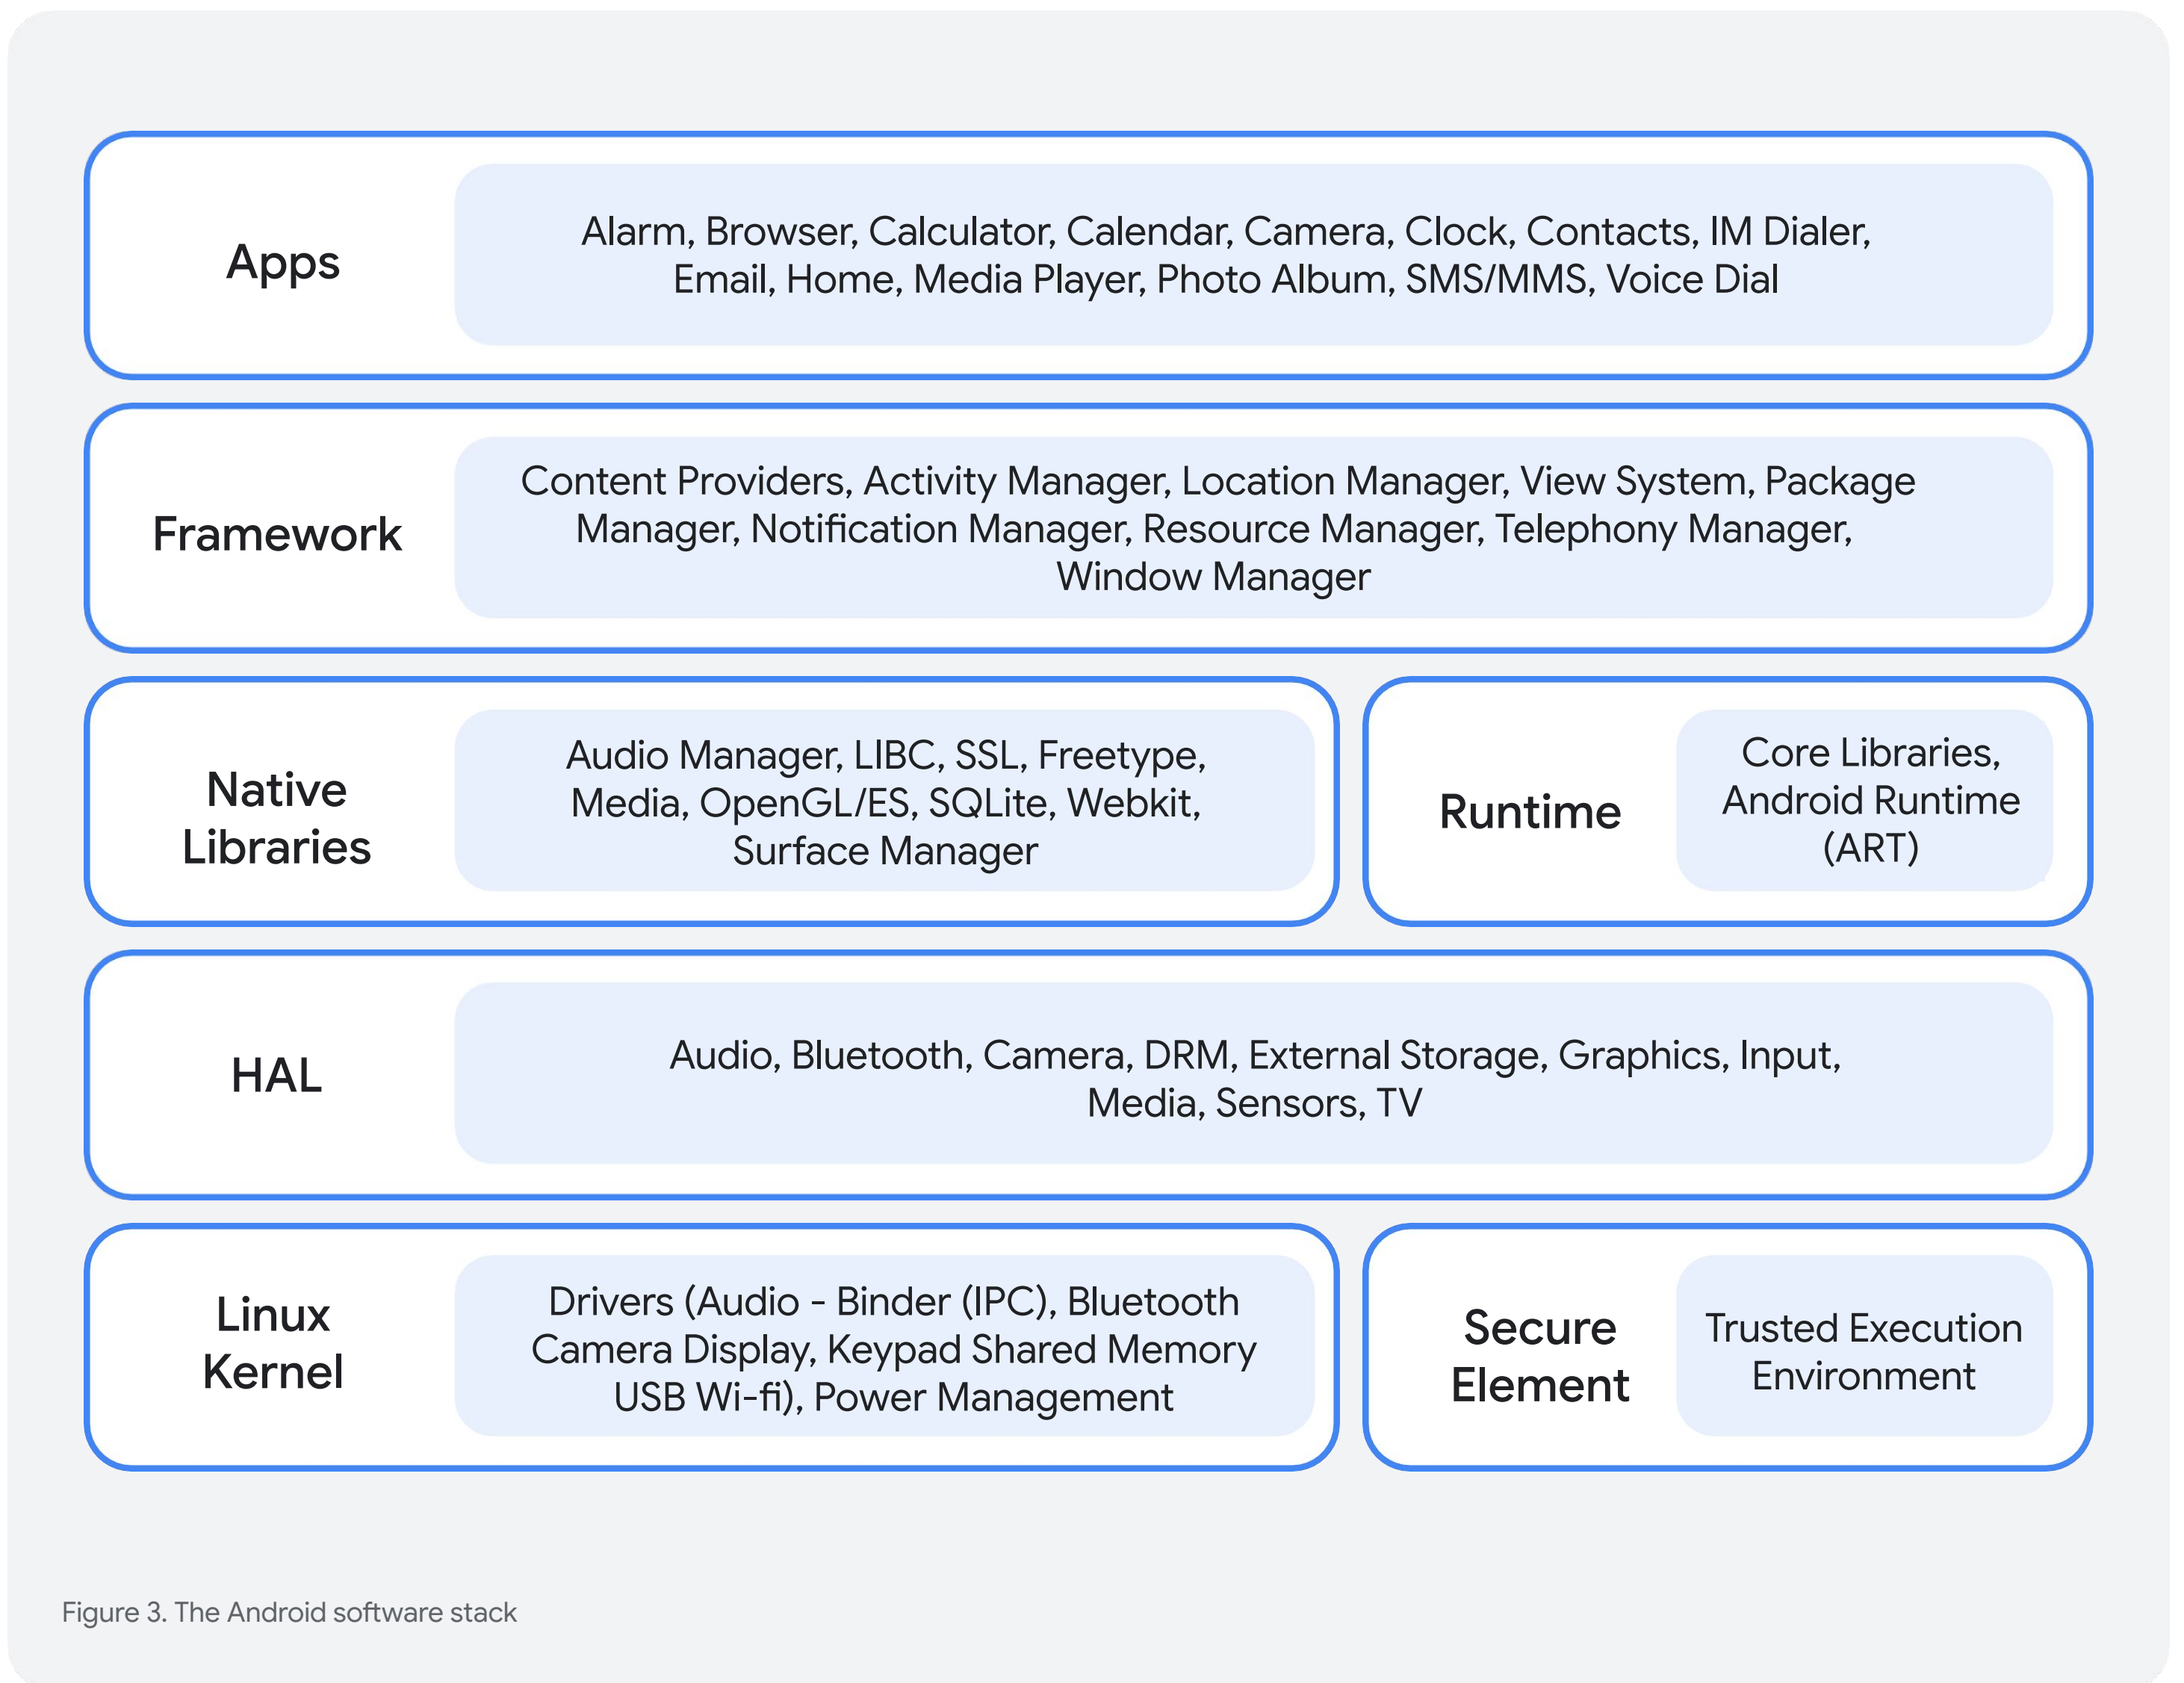 Apps
Alarm, Browser, Calculator, Calendar, Camera, Clock, Contacts, IM Dialer,
Email, Home, Media Player, Photo Album, SMS/MMS, Voice Dial
Framework
Content Providers, Activity Manager, Location Manager, View System, Package
Manager, Notification Manager, Resource Manager, Telephony Manager,
Window Manager
Native
Libraries
Audio Manager, LIBC, SSL, Freetype,
Media, OpenGL/ES, SQLite, Webkit,
Surface Manager
Runtime
Core Libraries,
Android Runtime
(ART)
HAL
Audio, Bluetooth, Camera, DRM, External Storage, Graphics, Input,
Media, Sensors, TV
Linux
Kernel
Drivers (Audio - Binder (IPC), Bluetooth
Camera Display, Keypad Shared Memory
USB Wi-fi), Power Management
Secure
Element
Trusted Execution
Environment
Figure 3. The Android software stack